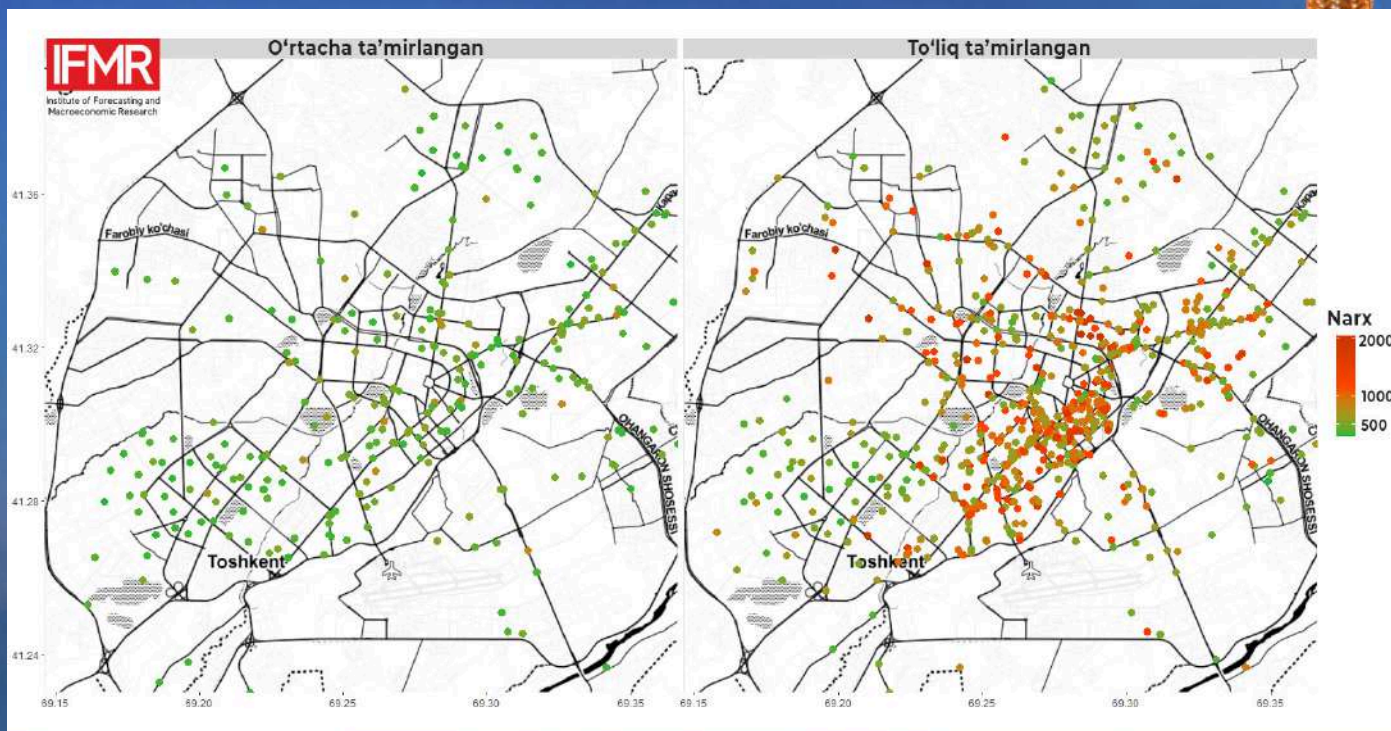 IFMR
Institute of Forecasting and
Macroeconomic Research
O‘rtacha ta’mirlangan
To‘liq ta’mirlangan
Farobiy ko'chasi
Farobiy ko'chasi
OHANGARON SHOSESSI
OHANGARON SHOSESSI
Toshkent
Toshkent
41.36
41.32
41.28
41.24
69.15
69.20
69.25
69.30
69.35
69.15
69.20
69.25
69.30
69.35
Narx
2000
1000
500